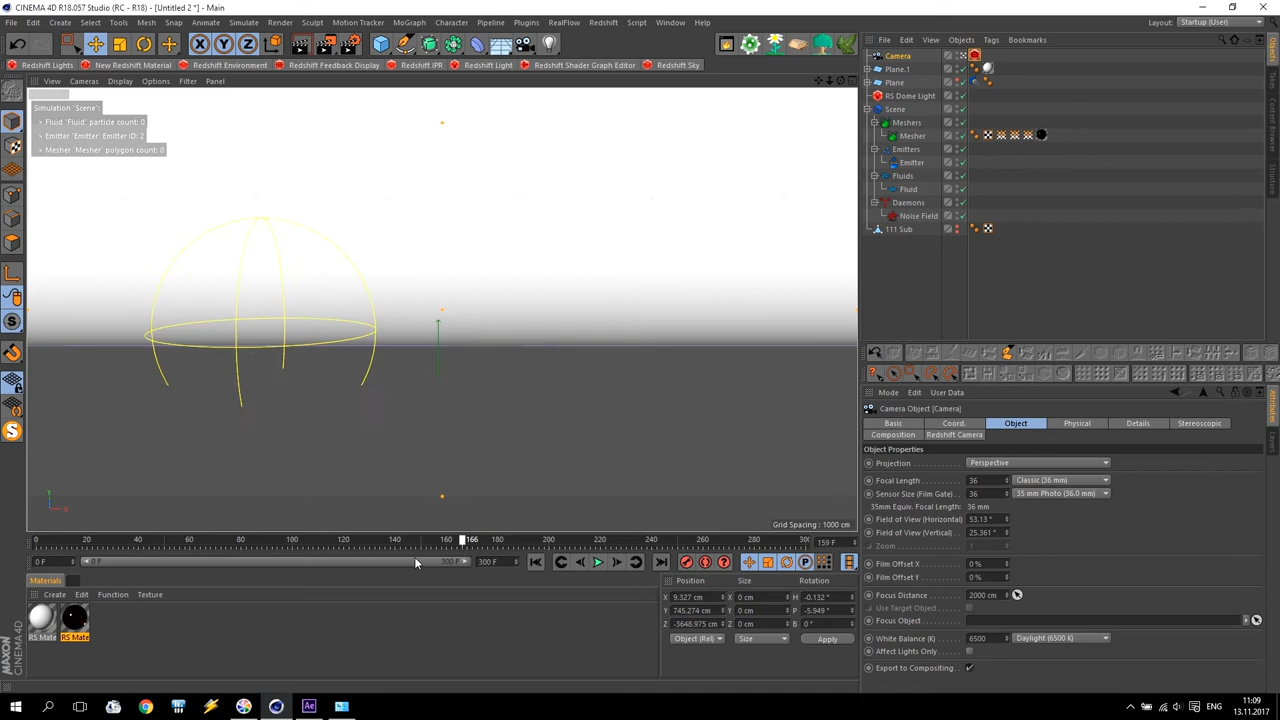 CINEMA 4D R18.057 Studio (RC - R18) - [Untitled 2 *] - Main
File Edit Create Select Tools Mesh Snap Animate Simulate Render Sculpt Motion Tracker MoGraph Character Pipeline Plugins RealFlow Redshift Script Window Help Layout: Startup (User)
X Y Z
Redshift Lights New Redshift Material Redshift Environment Redshift Feedback Display Redshift IPR Redshift Light Redshift Shader Graph Editor Redshift Sky
View Cameras Display Options Filter Panel
Simulation 'Scene':
> Fluid 'Fluid' particle count: 0
> Emitter 'Emitter' Emitter ID: 2
> Mesher 'Mesher' polygon count: 0
Y
X
Grid Spacing : 1000 cm
0 20 40 60 80 100 120 140 160 166 180 200 220 240 260 280 300 159 F
0 F 0 F 300 F 300 F
Materials
Create Edit Function Texture
RS Mate RS Mate
MAXON CINEMA 4D
Position Size Rotation
X 9.327 cm X 0 cm H -0.132 °
Y 745.274 cm Y 0 cm P -5.949 °
Z -3648.975 cm Z 0 cm B 0 °
Object (Rel) Size Apply
File Edit View Objects Tags Bookmarks
Camera
Plane.1
Plane
RS Dome Light
Scene
Meshers
Mesher
Emitters
Emitter
Fluids
Fluid
Daemons
Noise Field
111 Sub
Objects
Takes
Content Browser
Structure
Mode Edit User Data
Camera Object [Camera]
Basic Coord. Object Physical Details Stereoscopic
Composition Redshift Camera
Object Properties
Projection Perspective
Focal Length 36 Classic (36 mm)
Sensor Size (Film Gate) 36 35 mm Photo (36.0 mm)
35mm Equiv. Focal Length: 36 mm
Field of View (Horizontal) 53.13 °
Field of View (Vertical) 25.361 °
Zoom 1
Film Offset X 0 %
Film Offset Y 0 %
Focus Distance 2000 cm
Use Target Object
Focus Object
White Balance (K) 6500 Daylight (6500 K)
Affect Lights Only
Export to Compositing
Attributes
Layers
ENG 11:09
13.11.2017